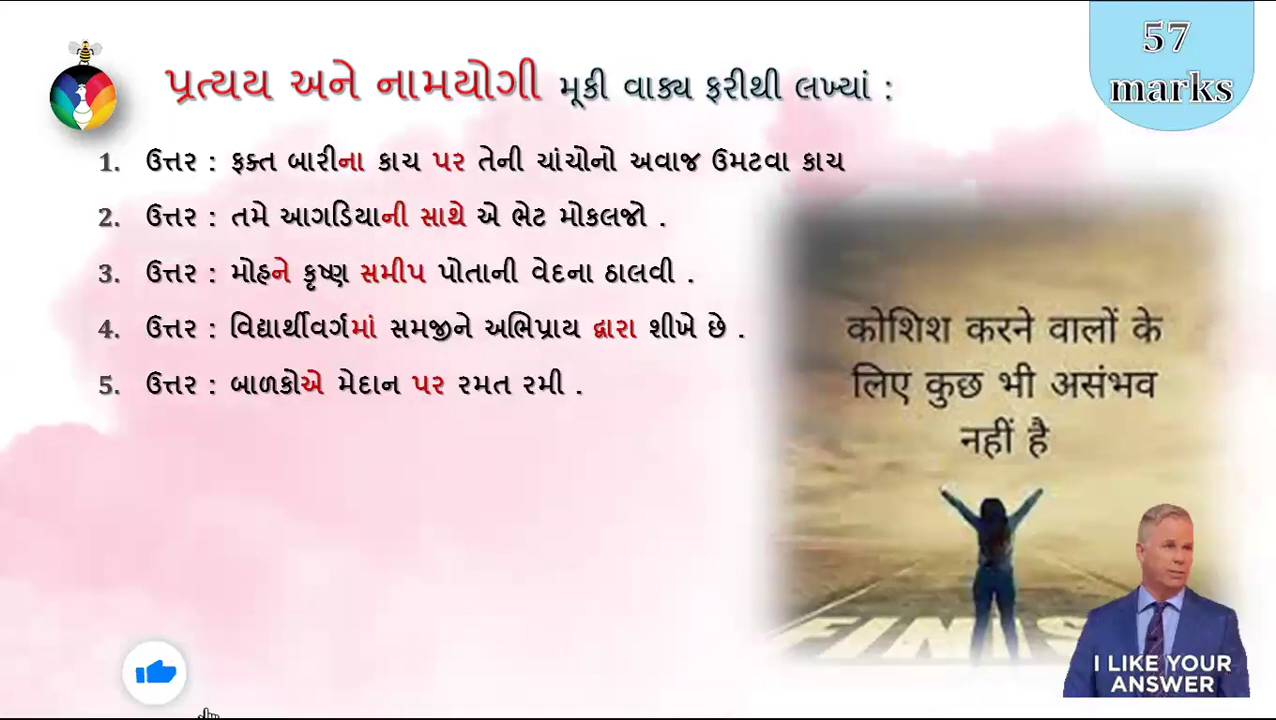 પ્રત્યય અને નામયોગી મૂકી વાક્ય ફરીથી લખ્યાં :
57
marks
1. ઉત્તર : ફક્ત બારીના કાચ પર તેની ચાંચોનો અવાજ ઉમટવા કાચ
2. ઉત્તર : તમે આગડિયાની સાથે એ ભેટ મોકલજો .
3. ઉત્તર : મોહને કૃષ્ણ સમીપ પોતાની વેદના ઠાલવી .
4. ઉત્તર : વિદ્યાર્થીવર્ગમાં સમજીને અભિપ્રાય દ્વારા શીખે છે .
5. ઉત્તર : બાળકોએ મેદાન પર રમત રમી .
कोशिश करने वालों के
लिए कुछ भी असंभव
नहीं है
FINIS
I LIKE YOUR
ANSWER